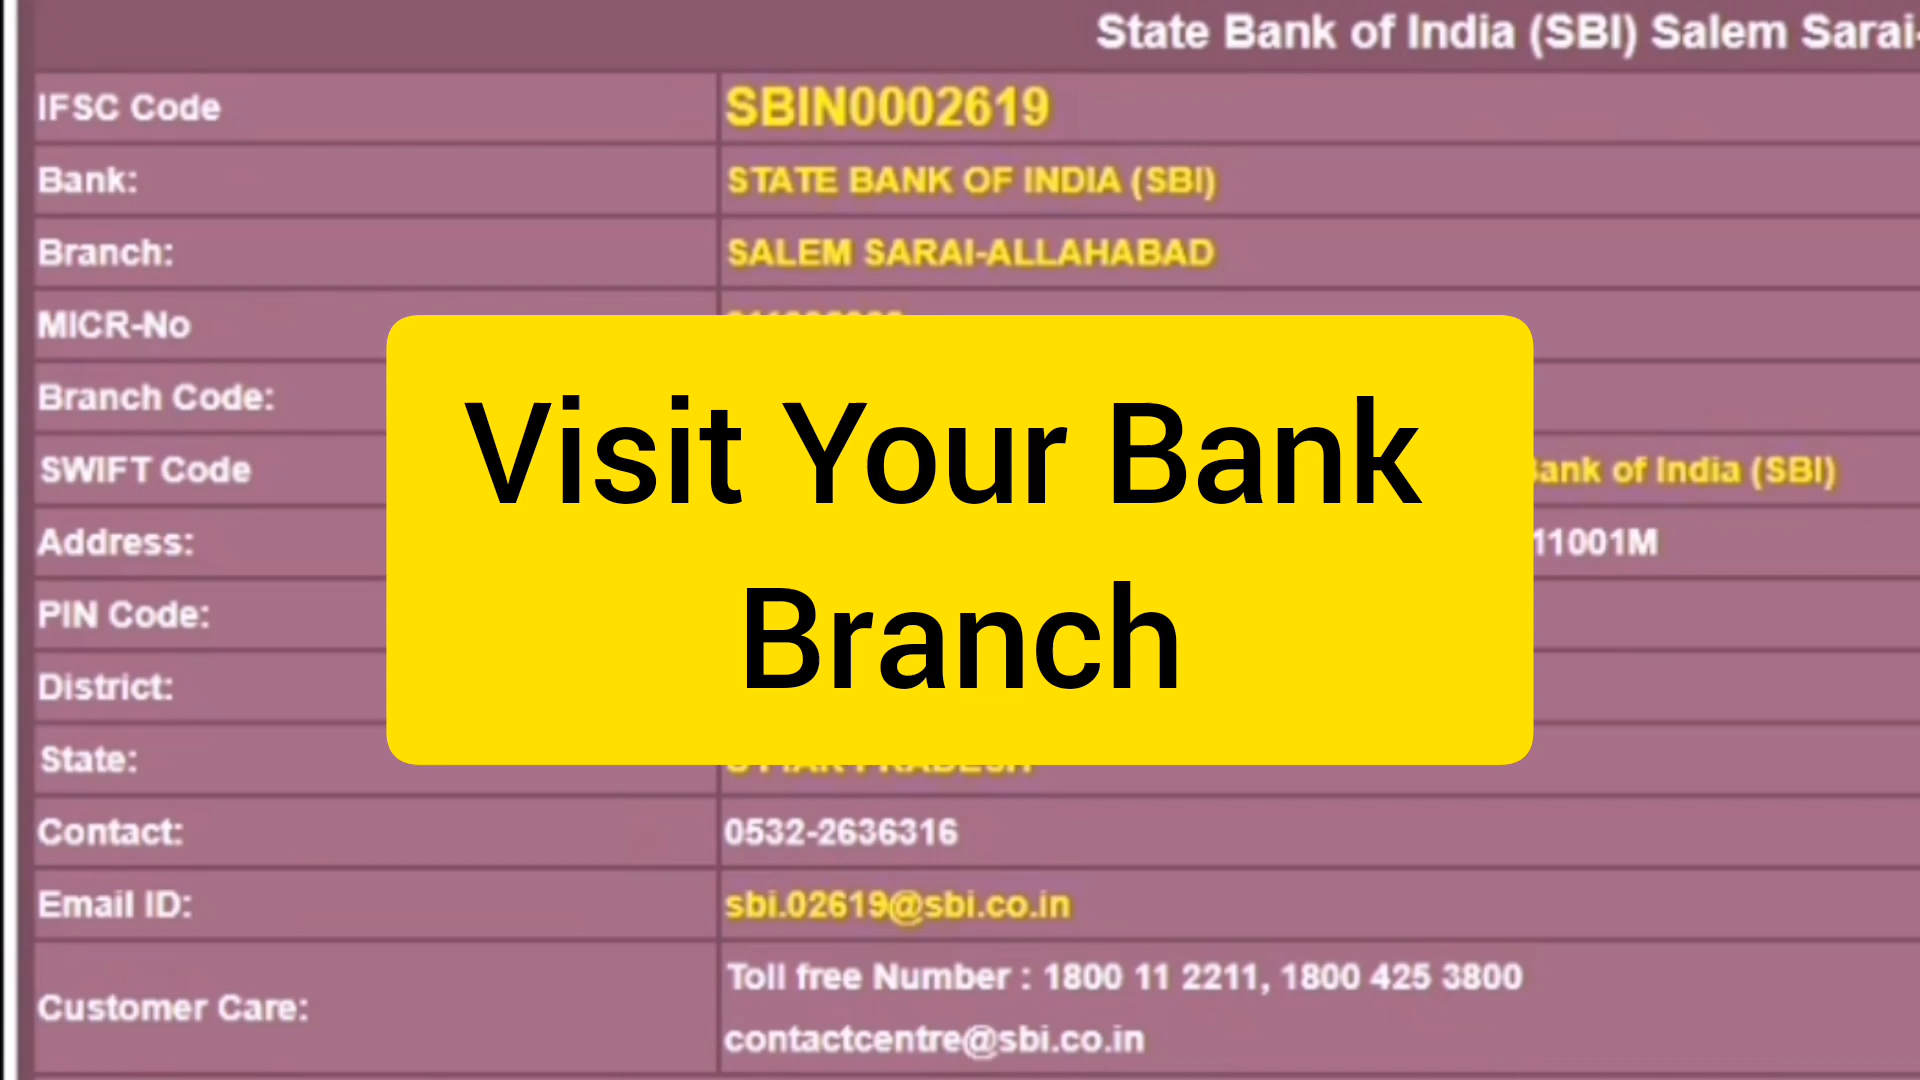 State Bank of India (SBI) Salem Sarai-
IFSC Code SBIN0002619
Bank: STATE BANK OF INDIA (SBI)
Branch: SALEM SARAI-ALLAHABAD
MICR-No
Branch Code:
SWIFT Code Bank of India (SBI)
Address: 11001M
PIN Code:
District:
State: UTTAR PRADESH
Contact: 0532-2636316
Email ID: sbi.02619@sbi.co.in
Customer Care: Toll free Number : 1800 11 2211, 1800 425 3800
contactcentre@sbi.co.in
Visit Your Bank
Branch